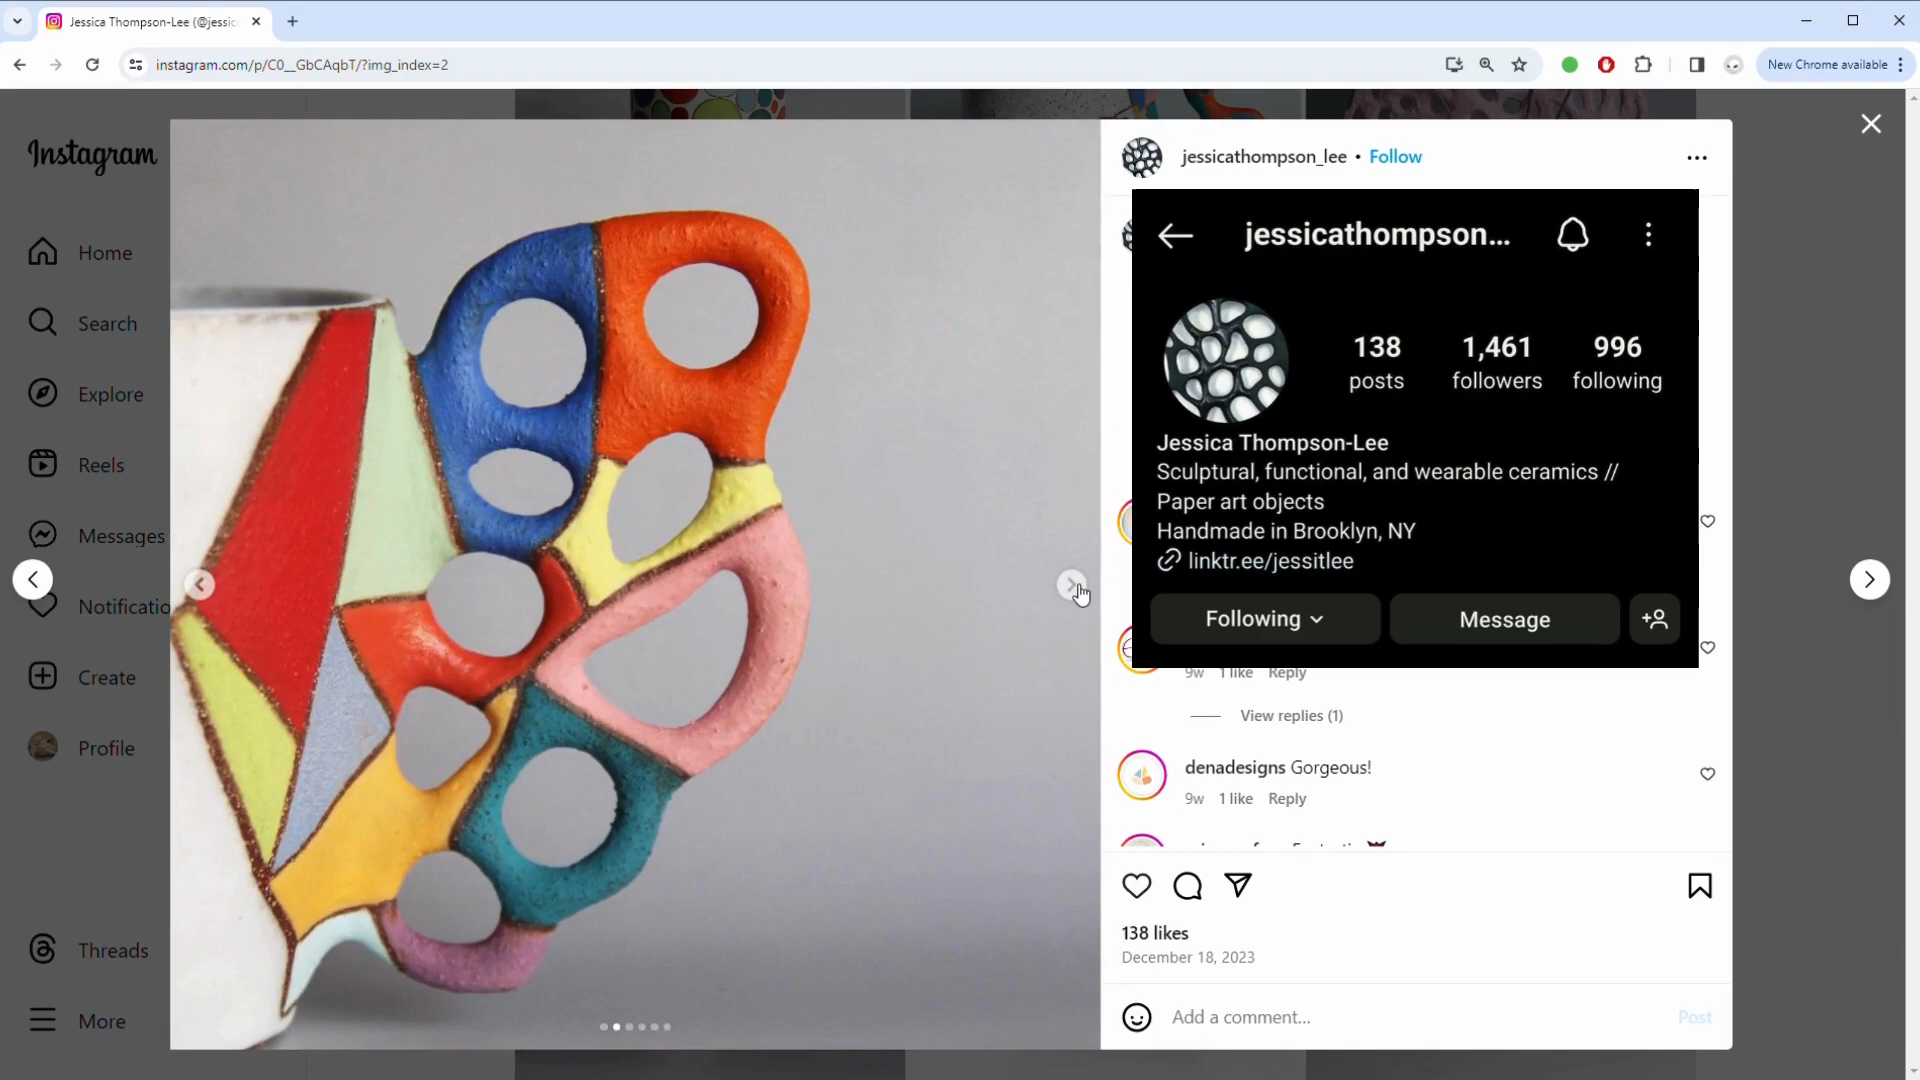 Jessica Thompson-Lee (@jessic
instagram.com/p/C0__GbCAqbT/?img_index=2
New Chrome available
Instagram
Home
Search
Explore
Reels
Messages
Notificatio
Create
Profile
Threads
More
jessicathompson_lee • Follow
jessicathompson...
138
posts
1,461
followers
996
following
Jessica Thompson-Lee
Sculptural, functional, and wearable ceramics //
Paper art objects
Handmade in Brooklyn, NY
linktr.ee/jessitlee
Following
Message
9w 1 like Reply
View replies (1)
denadesigns Gorgeous!
9w 1 like Reply
138 likes
December 18, 2023
Add a comment...
Post